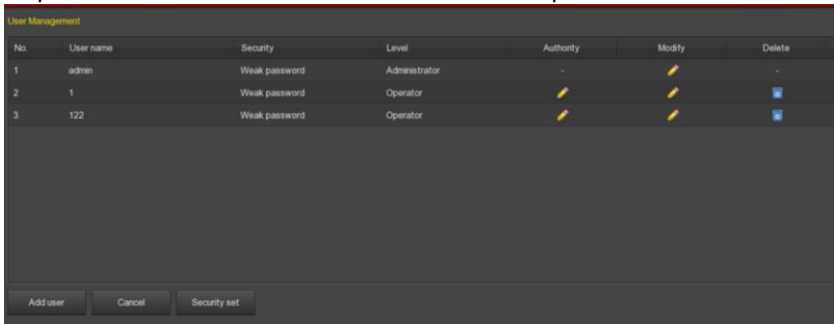 User Management
No. User name Security Level Authority Modify Delete
1 admin Weak password Administrator - -
2 1 Weak password Operator
3 122 Weak password Operator
Add user Cancel Security set